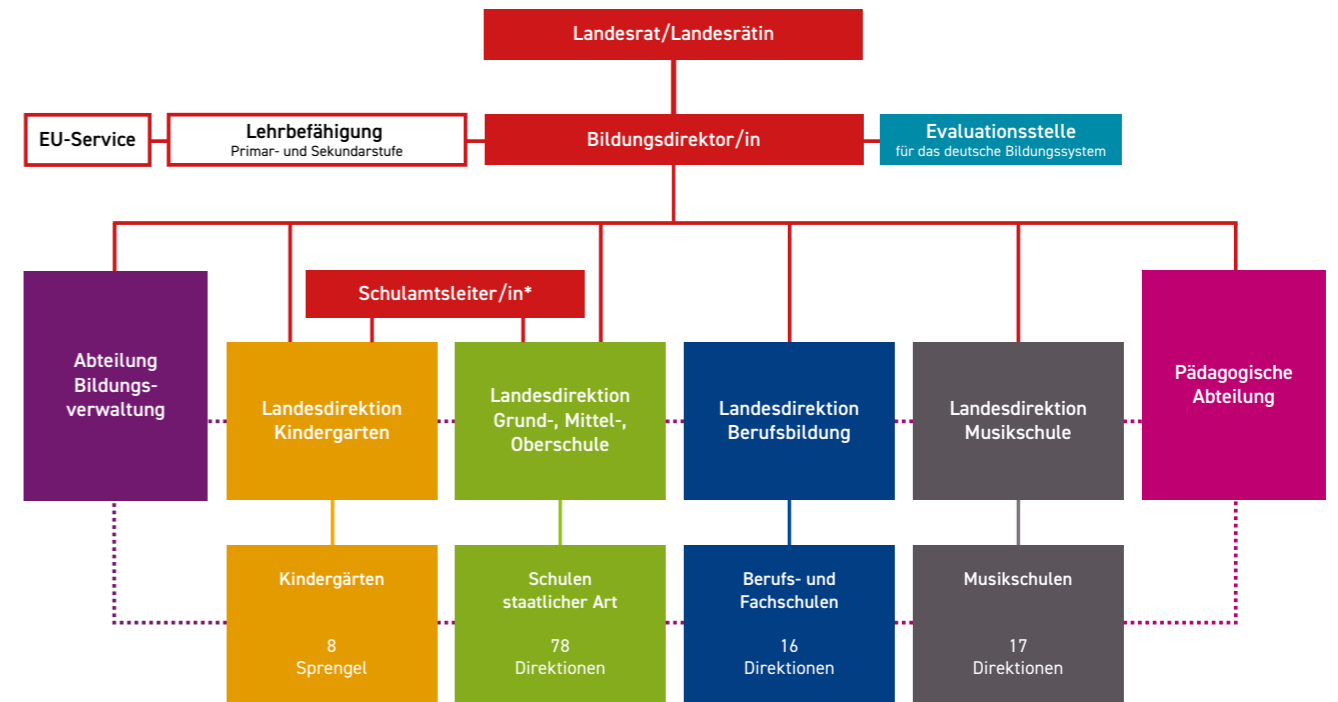 Landesrat/Landesrätin
EU-Service
Lehrbefähigung
Primar- und Sekundarstufe
Bildungsdirektor/in
Evaluationsstelle
für das deutsche Bildungssystem
Schulamtsleiter/in*
Abteilung
Bildungs-
verwaltung
Landesdirektion
Kindergarten
Landesdirektion
Grund-, Mittel-,
Oberschule
Landesdirektion
Berufsbildung
Landesdirektion
Musikschule
Pädagogische
Abteilung
Kindergärten
8
Sprengel
Schulen
staatlicher Art
78
Direktionen
Berufs- und
Fachschulen
16
Direktionen
Musikschulen
17
Direktionen